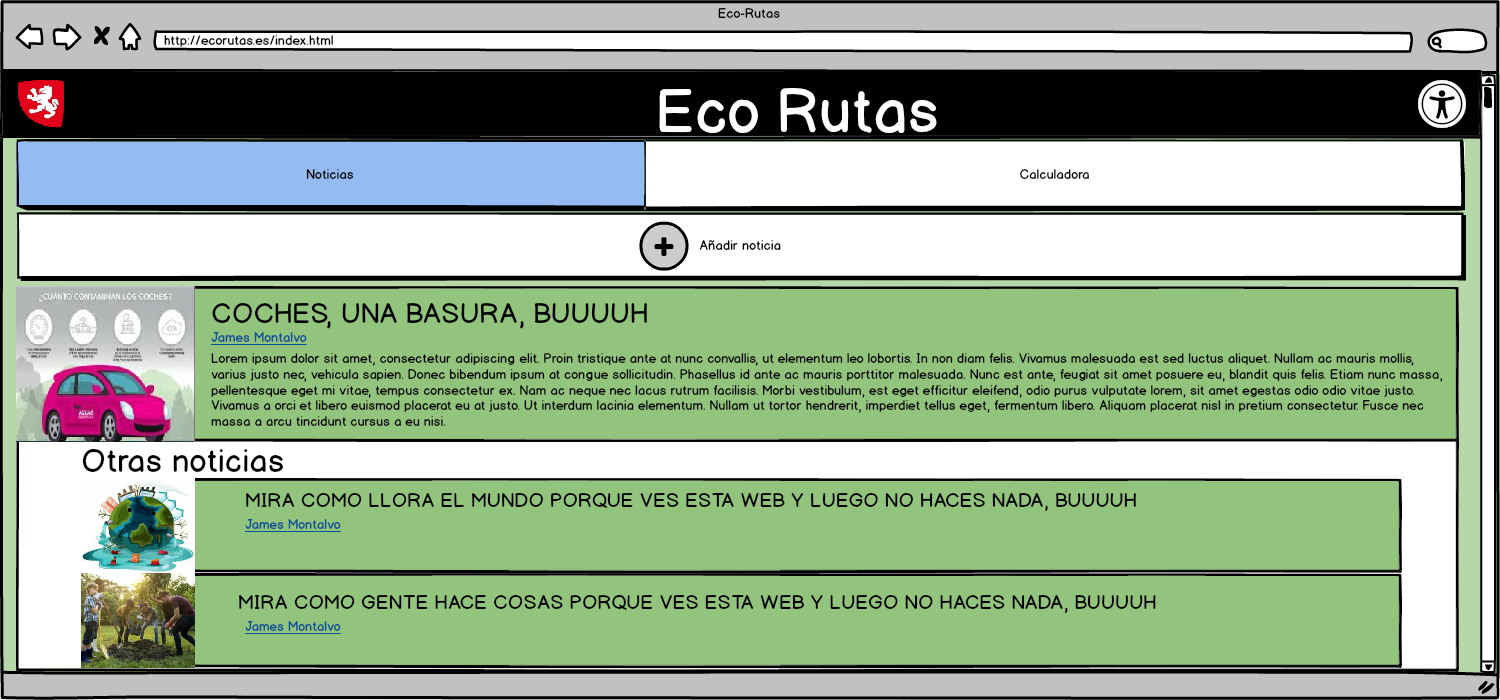 Eco-Rutas
http://ecorutas.es/index.html
Eco Rutas
Noticias
Calculadora
Añadir noticia
¿CUÁNTO CONTAMINAN LOS COCHES?
COCHES, UNA BASURA, BUUUUH
James Montalvo
Lorem ipsum dolor sit amet, consectetur adipiscing elit. Proin tristique ante at nunc convallis, ut elementum leo lobortis. In non diam felis. Vivamus malesuada est sed luctus aliquet. Nullam ac mauris mollis,
varius justo nec, vehicula sapien. Donec bibendum ipsum at congue sollicitudin. Phasellus id ante ac mauris porttitor malesuada. Nunc est ante, feugiat sit amet posuere eu, blandit quis felis. Etiam nunc massa,
pellentesque eget mi vitae, tempus consectetur ex. Nam ac neque nec lacus rutrum facilisis. Morbi vestibulum, est eget efficitur eleifend, odio purus vulputate lorem, sit amet egestas odio odio vitae justo.
Vivamus a orci et libero euismod placerat eu at justo. Ut interdum lacinia elementum. Nullam ut tortor hendrerit, imperdiet tellus eget, fermentum libero. Aliquam placerat nisl in pretium consectetur. Fusce nec
massa a arcu tincidunt cursus a eu nisi.
Otras noticias
MIRA COMO LLORA EL MUNDO PORQUE VES ESTA WEB Y LUEGO NO HACES NADA, BUUUUH
James Montalvo
MIRA COMO GENTE HACE COSAS PORQUE VES ESTA WEB Y LUEGO NO HACES NADA, BUUUUH
James Montalvo